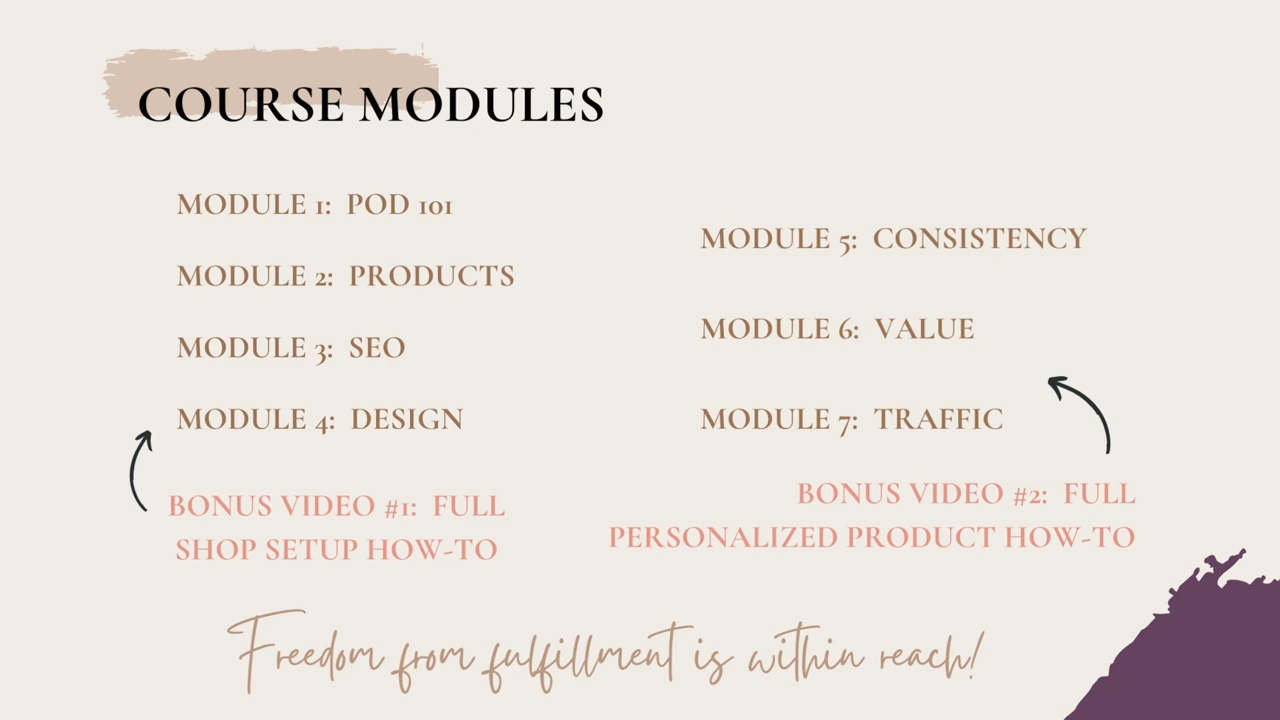 COURSE MODULES
MODULE 1: POD 101
MODULE 2: PRODUCTS
MODULE 3: SEO
MODULE 4: DESIGN
BONUS VIDEO #1: FULL
SHOP SETUP HOW-TO
MODULE 5: CONSISTENCY
MODULE 6: VALUE
MODULE 7: TRAFFIC
BONUS VIDEO #2: FULL
PERSONALIZED PRODUCT HOW-TO
Freedom from fulfillment is within reach!